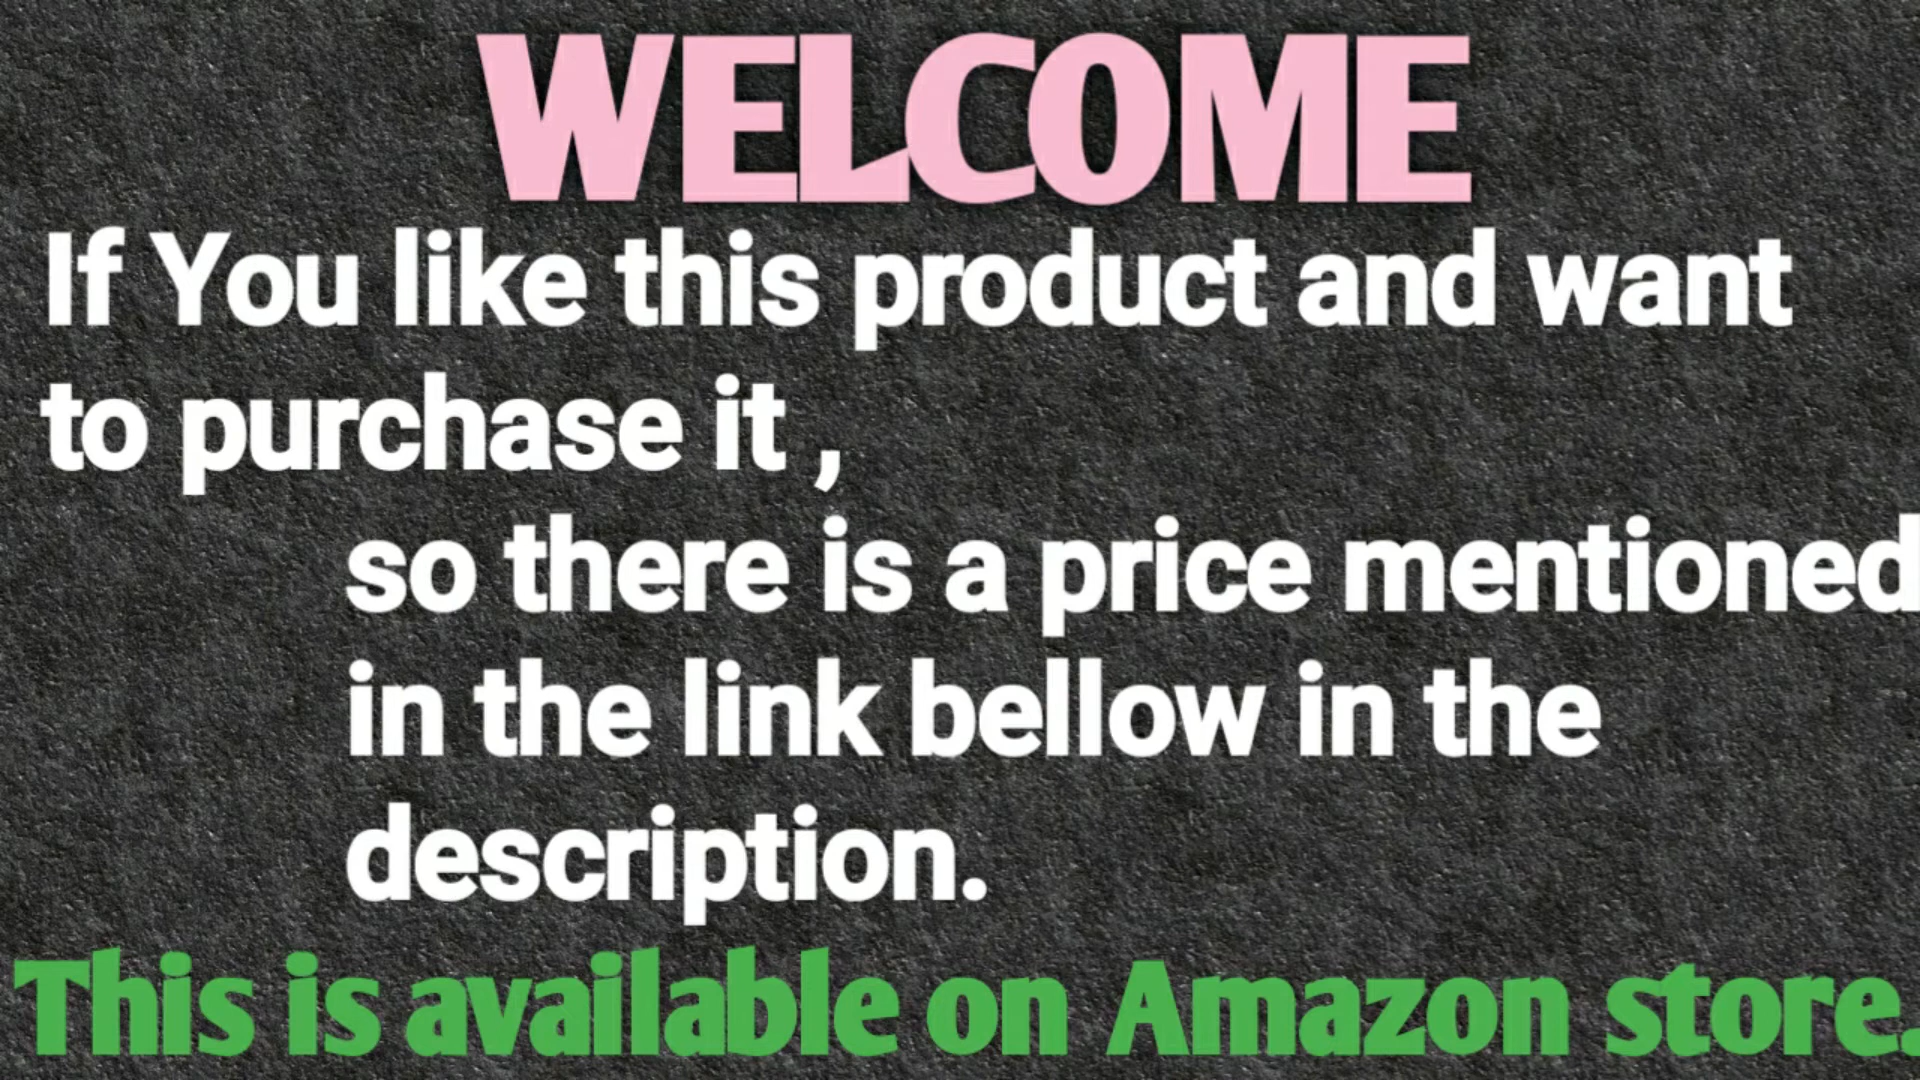 WELCOME
If You like this product and want
to purchase it ,
so there is a price mentioned
in the link bellow in the
description.
This is available on Amazon store.